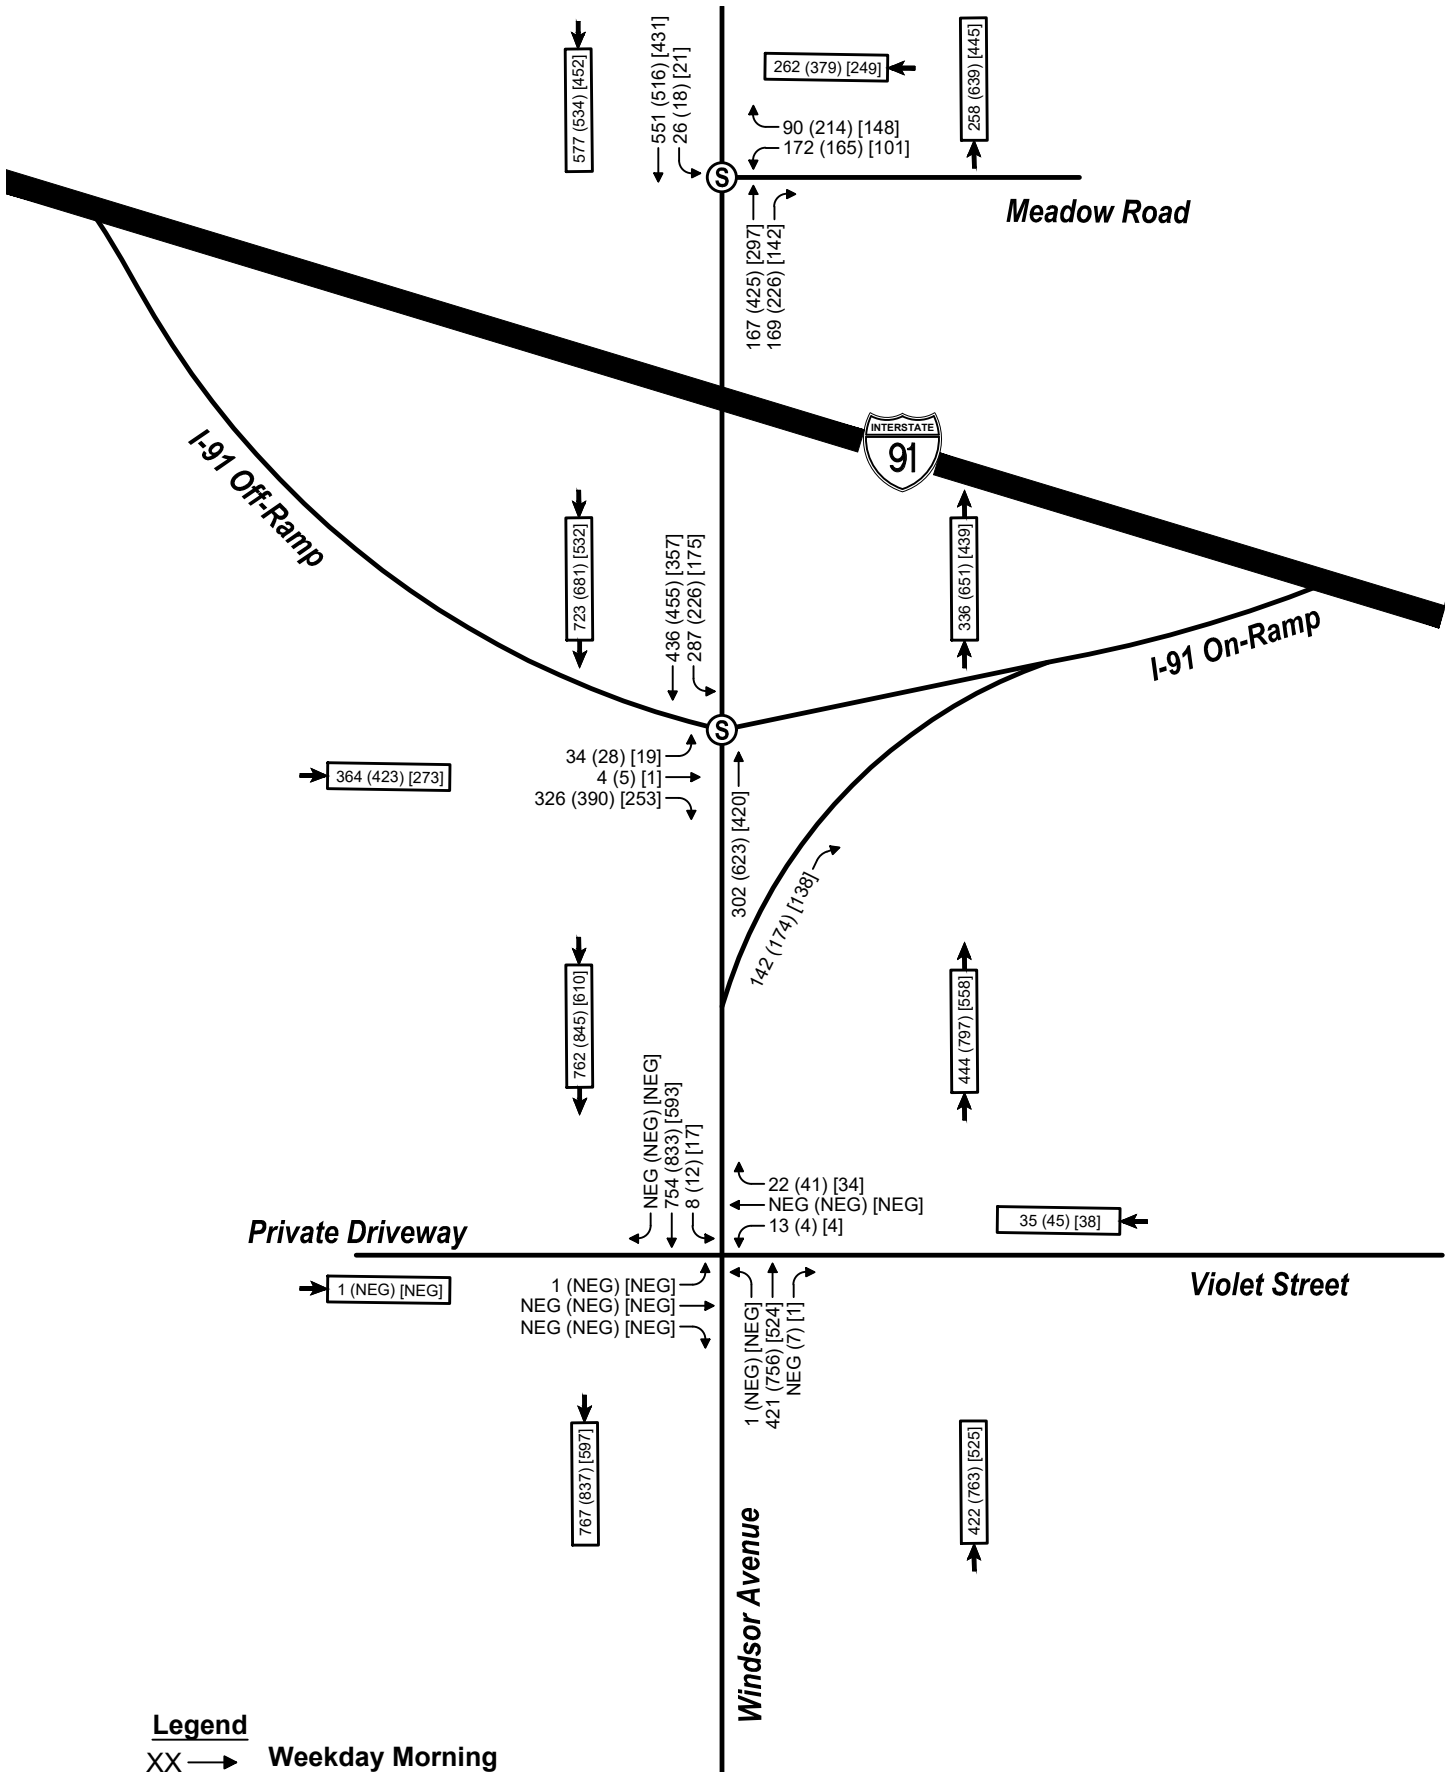 577 (534) [452]
551 (516) [431]
26 (18) [21]
262 (379) [249]
258 (639) [445]
90 (214) [148]
172 (165) [101]
S
Meadow Road
167 (425) [297]
169 (226) [142]
INTERSTATE
91
I-91 Off-Ramp
723 (681) [532]
436 (455) [357]
287 (226) [175]
336 (651) [439]
I-91 On-Ramp
S
34 (28) [19]
4 (5) [1]
326 (390) [253]
364 (423) [273]
302 (623) [420]
142 (174) [138]
762 (845) [610]
444 (797) [558]
NEG (NEG) [NEG]
754 (833) [593]
8 (12) [17]
22 (41) [34]
NEG (NEG) [NEG]
13 (4) [4]
35 (45) [38]
Private Driveway
Violet Street
1 (NEG) [NEG]
1 (NEG) [NEG]
NEG (NEG) [NEG]
NEG (NEG) [NEG]
1 (NEG) [NEG]
421 (756) [524]
NEG (7) [1]
767 (837) [597]
422 (763) [525]
Windsor Avenue
Legend
XX Weekday Morning